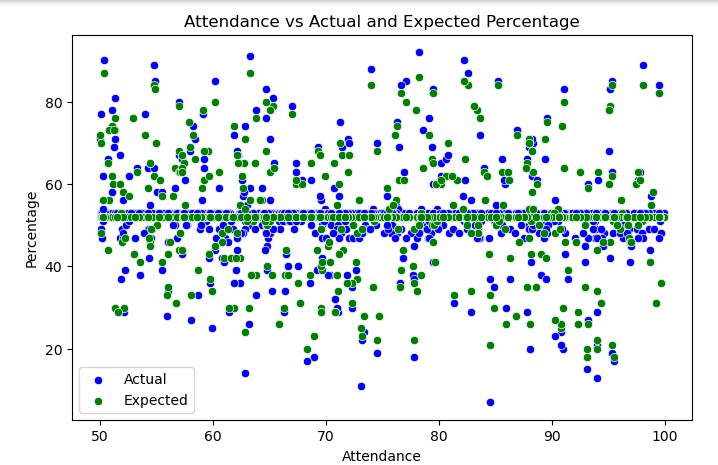 Attendance vs Actual and Expected Percentage
Percentage
80
60
40
20
Actual
Expected
50
60
70
80
90
100
Attendance